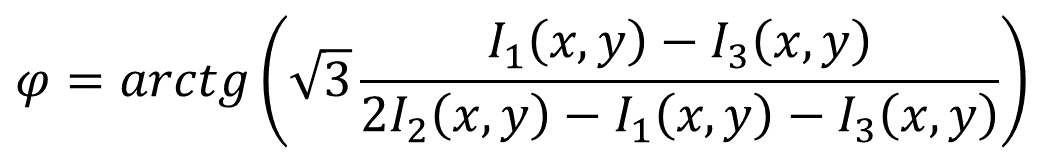 φ = arctg(√3 (I₁(x, y) − I₃(x, y)) / (2I₂(x, y) − I₁(x, y) − I₃(x, y)))